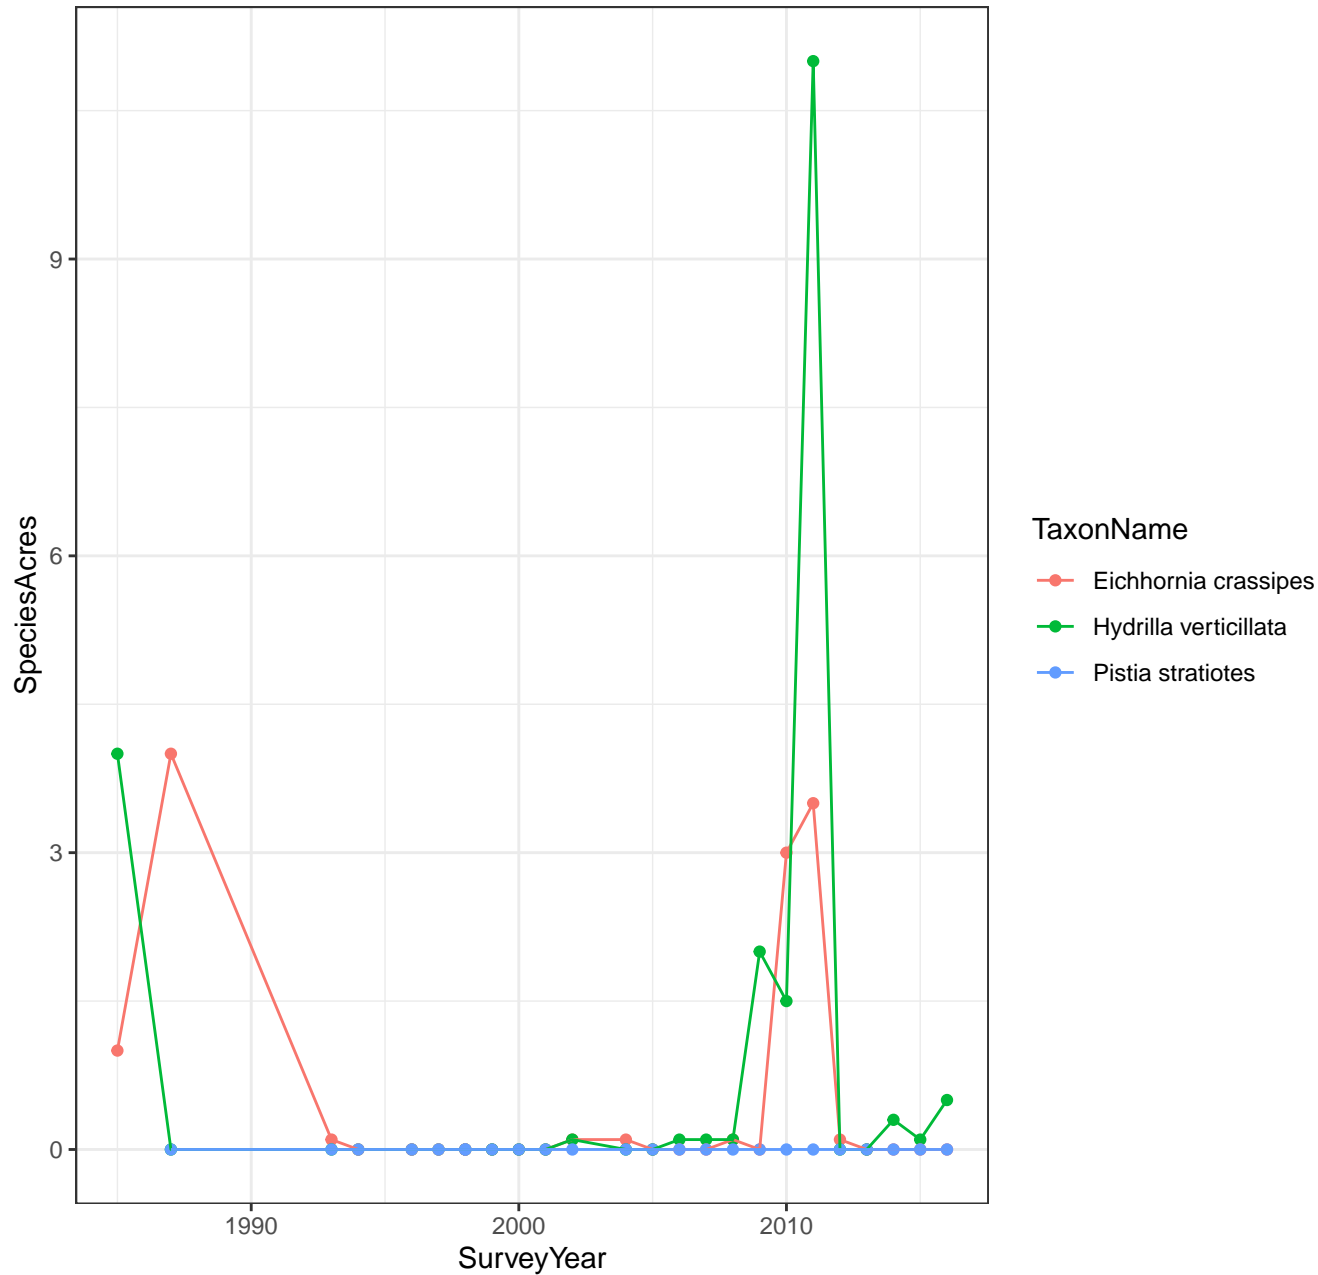 9
6
3
0
SpeciesAcres
1990
2000
2010
SurveyYear
TaxonName
Eichhornia crassipes
Hydrilla verticillata
Pistia stratiotes